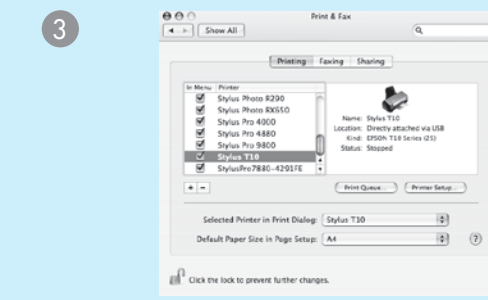 3
Print & Fax
Show All
Printing Faxing Sharing
In Menu Printer
Stylus Photo R290
Stylus Photo RX650
Stylus Pro 4000
Stylus Pro 4880
Stylus Pro 9800
Stylus T10
StylusPro7880-4291FE
Name: Stylus T10
Location: Directly attached via USB
Kind: EPSON T10 Series (25)
Status: Stopped
+ -
Print Queue... Printer Setup...
Selected Printer in Print Dialog: Stylus T10
Default Paper Size in Page Setup: A4
?
Click the lock to prevent further changes.